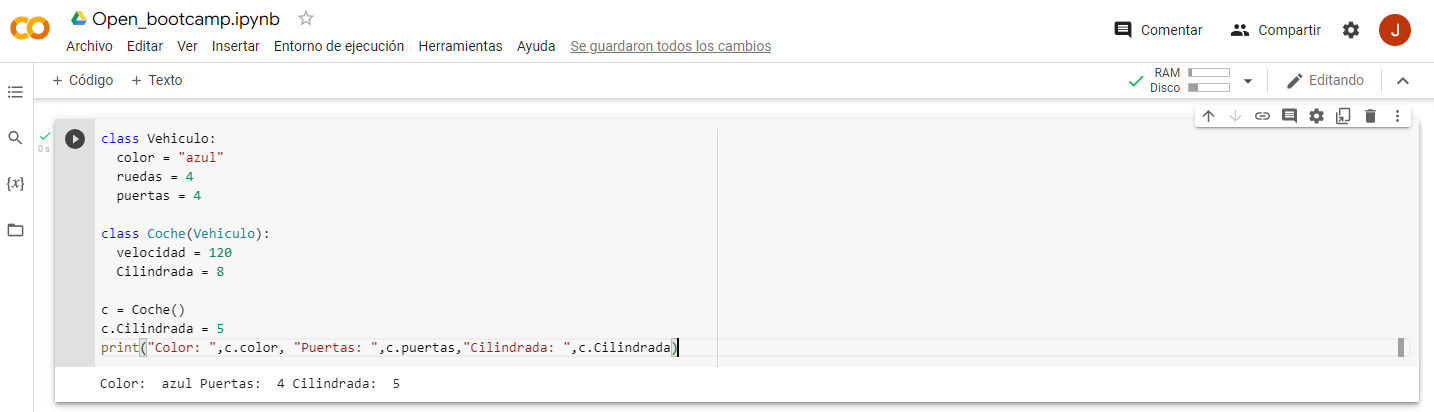 Open_bootcamp.ipynb
Archivo Editar Ver Insertar Entorno de ejecución Herramientas Ayuda Se guardaron todos los cambios
Comentar Compartir J
+ Código + Texto
RAM
Disco
Editando
{x}
0 s
class Vehiculo:
  color = "azul"
  ruedas = 4
  puertas = 4
class Coche(Vehiculo):
  velocidad = 120
  Cilindrada = 8
c = Coche()
c.Cilindrada = 5
print("Color: ",c.color, "Puertas: ",c.puertas,"Cilindrada: ",c.Cilindrada)
Color:  azul Puertas:  4 Cilindrada:  5